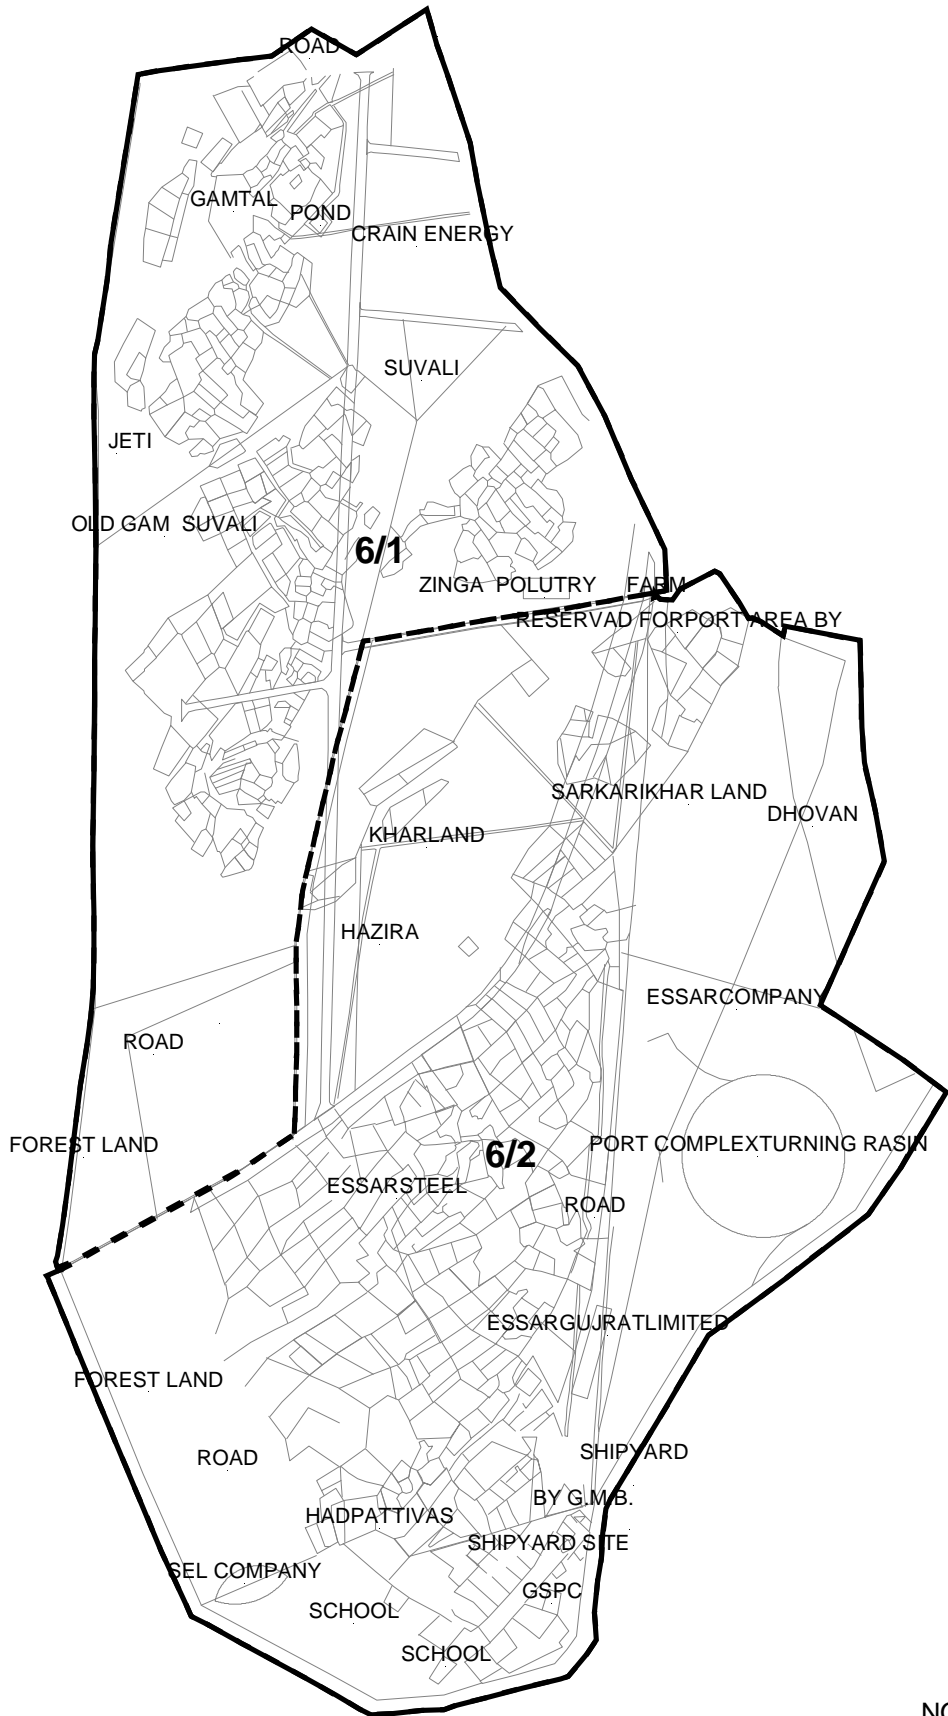 ROAD
GAMTAL
POND
CRAIN ENERGY
SUVALI
JETI
OLD GAM SUVALI
6/1
ZINGA POLUTRY FARM
RESERVAD FORPORT AREA BY
SARKARIKHAR LAND
DHOVAN
KHARLAND
HAZIRA
ESSARCOMPANY
ROAD
FOREST LAND
6/2
PORT COMPLEXTURNING RASIN
ESSARSTEEL
ROAD
ESSARGUJRATLIMITED
FOREST LAND
SHIPYARD
ROAD
BY G.M.B.
HADPATTIVAS
SHIPYARD SITE
SEL COMPANY
GSPC
SCHOOL
SCHOOL